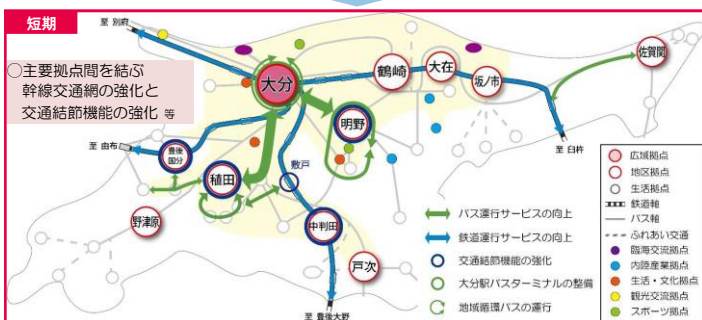 短期
○主要拠点間を結ぶ
幹線交通網の強化と
交通結節機能の強化 等
至 別府
大分
鶴崎
大在
坂ノ市
佐賀関
明野
至 臼杵
至 由布
豊後
国分
稙田
敷戸
野津原
中判田
戸次
至 豊後大野
バス運行サービスの向上
鉄道運行サービスの向上
交通結節機能の強化
大分駅バスターミナルの整備
地域循環バスの運行
広域拠点
地区拠点
生活拠点
鉄道軸
バス軸
ふれあい交通
臨海交流拠点
内陸産業拠点
生活・文化拠点
観光交流拠点
スポーツ拠点